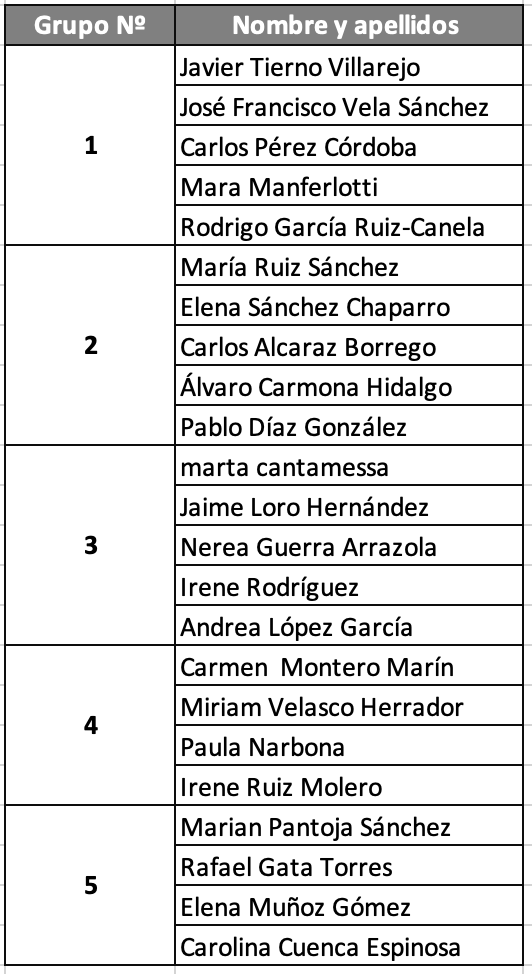 Grupo Nº Nombre y apellidos
Javier Tierno Villarejo
José Francisco Vela Sánchez
1 Carlos Pérez Córdoba
Mara Manferlotti
Rodrigo García Ruiz-Canela
María Ruiz Sánchez
Elena Sánchez Chaparro
2 Carlos Alcaraz Borrego
Álvaro Carmona Hidalgo
Pablo Díaz González
marta cantamessa
Jaime Loro Hernández
3 Nerea Guerra Arrazola
Irene Rodríguez
Andrea López García
Carmen  Montero Marín
Miriam Velasco Herrador
4
Paula Narbona
Irene Ruiz Molero
Marian Pantoja Sánchez
Rafael Gata Torres
5
Elena Muñoz Gómez
Carolina Cuenca Espinosa